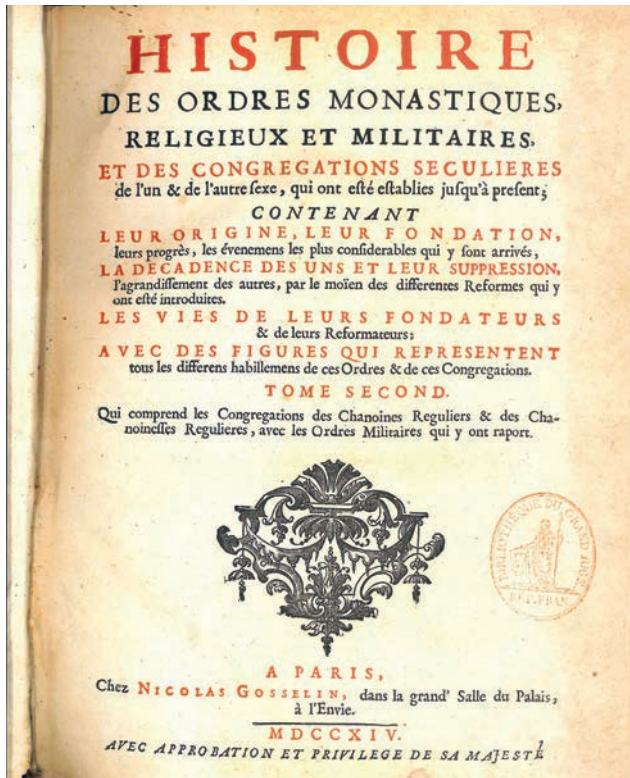 HISTOIRE
DES ORDRES MONASTIQUES,
RELIGIEUX ET MILITAIRES,
ET DES CONGREGATIONS SECULIERES
de l'un & de l'autre sexe, qui ont esté establies jusqu'à present;
CONTENANT
LEUR ORIGINE, LEUR FONDATION,
leurs progrès, les évenemens les plus considerables qui y sont arrivés,
LA DECADENCE DES UNS ET LEUR SUPPRESSION,
l'agrandissement des autres, par le moïen des differentes Reformes qui y
ont esté introduites.
LES VIES DE LEURS FONDATEURS
& de leurs Reformateurs:
AVEC DES FIGURES QUI REPRESENTENT
tous les differens habillemens de ces Ordres & de ces Congregations.
TOME SECOND.
Qui comprend les Congregations des Chanoines Reguliers & des Cha-
noinesses Regulieres, avec les Ordres Militaires qui y ont raport.
BIBLIOTHÈQUE DU GRAND
A PARIS,
Chez NICOLAS GOSSELIN, dans la grand' Salle du Palais,
à l'Envie.
MDCCXIV.
AVEC APPROBATION ET PRIVILEGE DE SA MAJESTÉ